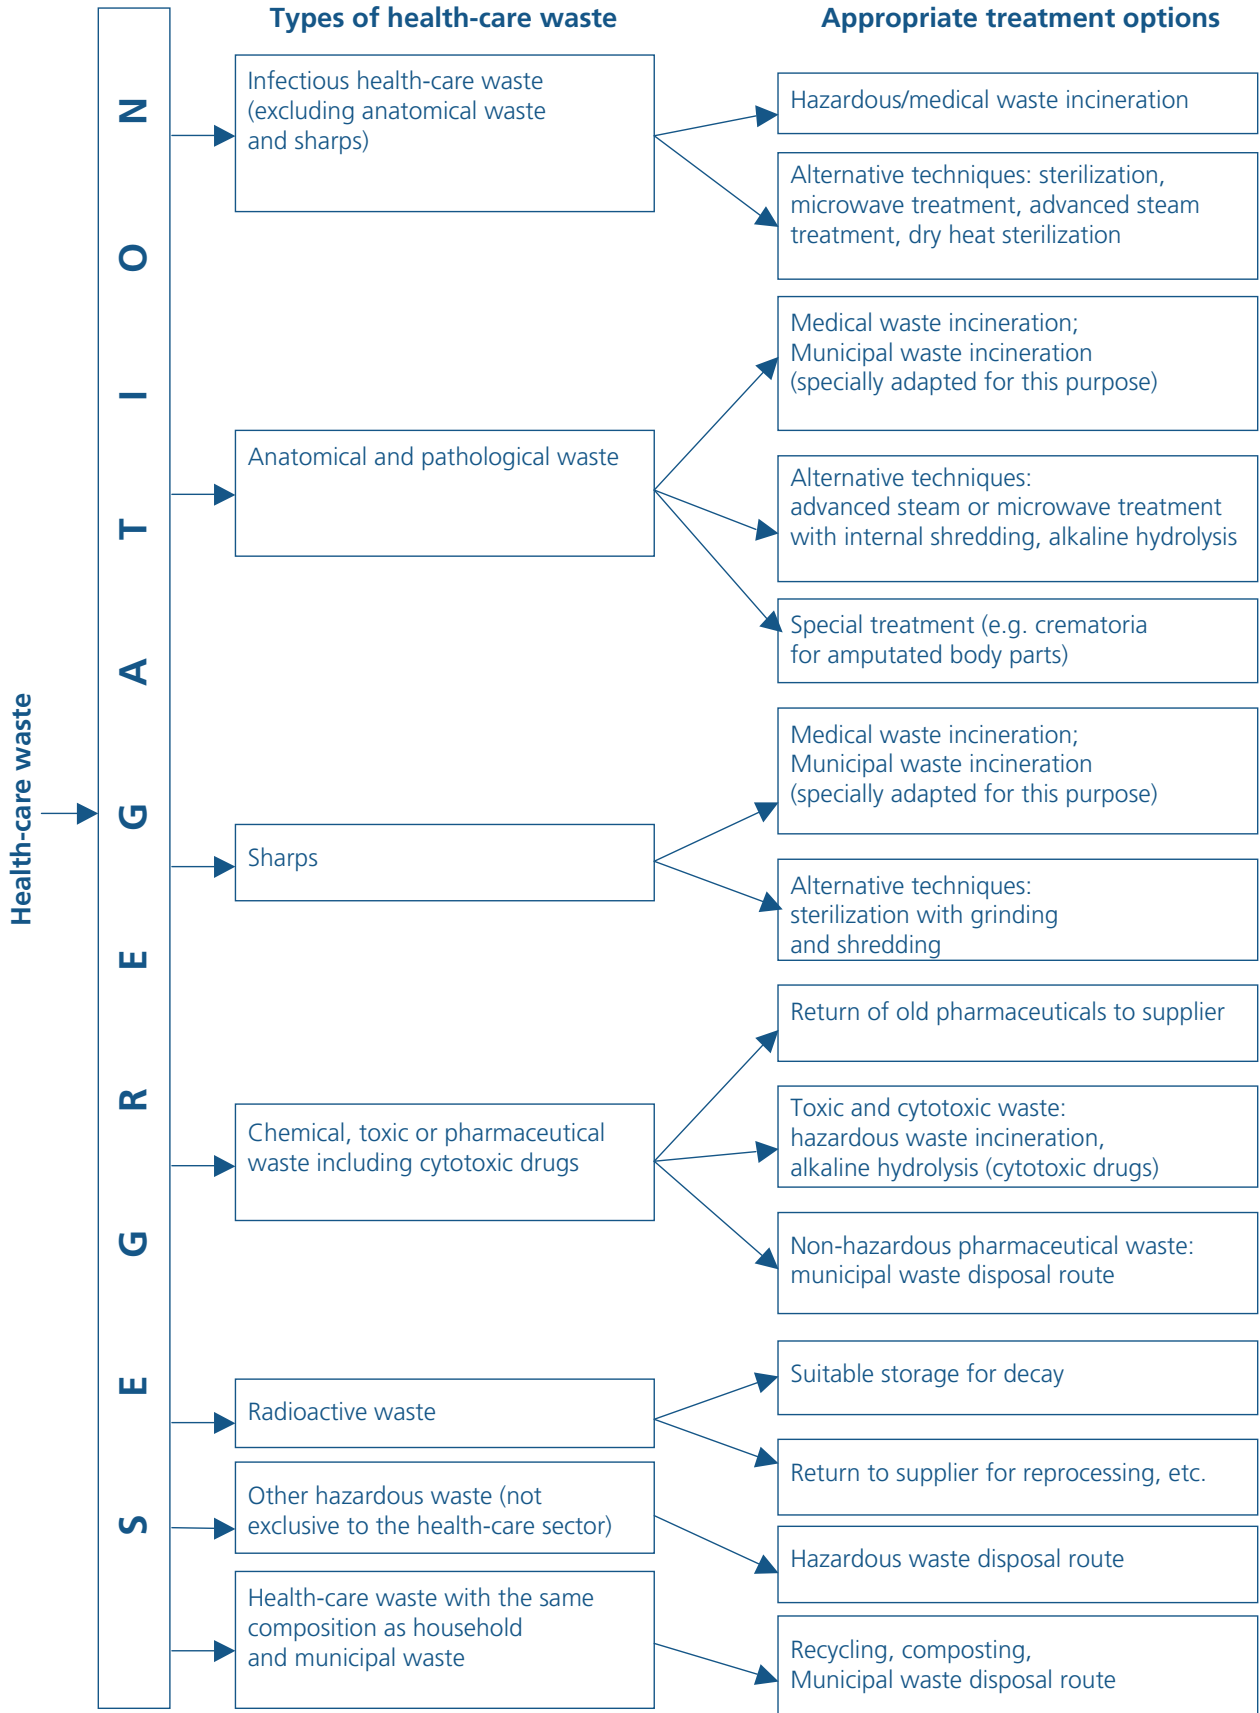 Types of health-care waste
Appropriate treatment options
Health-care waste
SEGREGATION
Infectious health-care waste
(excluding anatomical waste
and sharps)
Hazardous/medical waste incineration
Alternative techniques: sterilization,
microwave treatment, advanced steam
treatment, dry heat sterilization
Anatomical and pathological waste
Medical waste incineration;
Municipal waste incineration
(specially adapted for this purpose)
Alternative techniques:
advanced steam or microwave treatment
with internal shredding, alkaline hydrolysis
Special treatment (e.g. crematoria
for amputated body parts)
Sharps
Medical waste incineration;
Municipal waste incineration
(specially adapted for this purpose)
Alternative techniques:
sterilization with grinding
and shredding
Chemical, toxic or pharmaceutical
waste including cytotoxic drugs
Return of old pharmaceuticals to supplier
Toxic and cytotoxic waste:
hazardous waste incineration,
alkaline hydrolysis (cytotoxic drugs)
Non-hazardous pharmaceutical waste:
municipal waste disposal route
Radioactive waste
Suitable storage for decay
Return to supplier for reprocessing, etc.
Other hazardous waste (not
exclusive to the health-care sector)
Hazardous waste disposal route
Health-care waste with the same
composition as household
and municipal waste
Recycling, composting,
Municipal waste disposal route